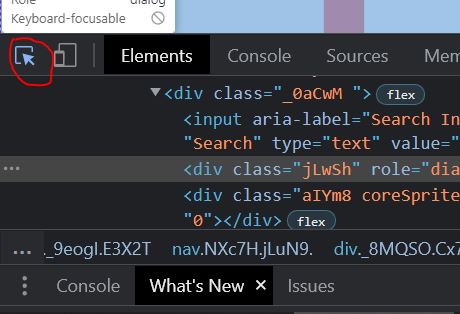 Role dialog
Keyboard-focusable
Elements Console Sources
<div class="_0aCwM "> flex
<input aria-label="Search In
"Search" type="text" value="
... <div class="jLwSh" role="dia
<div class="aIYm8 coreSprite
"0"></div> flex
... ._9eogI.E3X2T nav.NXc7H.jLuN9. div._8MQSO.Cx7
Console What's New × Issues